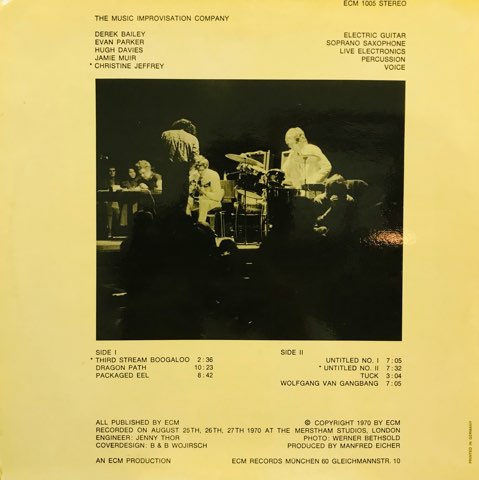 ECM 1005 STEREO
THE MUSIC IMPROVISATION COMPANY
DEREK BAILEY ELECTRIC GUITAR
EVAN PARKER SOPRANO SAXOPHONE
HUGH DAVIES LIVE ELECTRONICS
JAMIE MUIR PERCUSSION
* CHRISTINE JEFFREY VOICE
SIDE I
* THIRD STREAM BOOGALOO 2:36
DRAGON PATH 10:23
PACKAGED EEL 8:42
SIDE II
UNTITLED NO. I 7:05
* UNTITLED NO. II 7:32
TUCK 3:04
WOLFGANG VAN GANGBANG 7:05
ALL PUBLISHED BY ECM © COPYRIGHT 1970 BY ECM
RECORDED ON AUGUST 25TH, 26TH, 27TH 1970 AT THE MERSTHAM STUDIOS, LONDON
ENGINEER: JENNY THOR PHOTO: WERNER BETHSOLD
COVERDESIGN: B & B WOJIRSCH PRODUCED BY MANFRED EICHER
AN ECM PRODUCTION ECM RECORDS MÜNCHEN 60 GLEICHMANNSTR. 10
PRINTED IN GERMANY